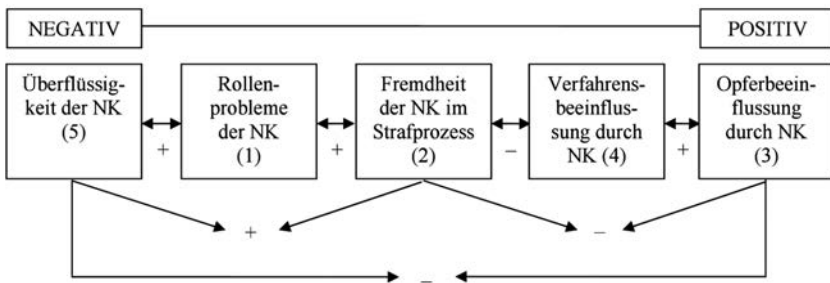 NEGATIV
POSITIV
Überflüssig-
keit der NK
(5)
Rollen-
probleme
der NK
(1)
Fremdheit
der NK im
Strafprozess
(2)
Verfahrens-
beeinflus-
sung durch
NK (4)
Opferbeein-
flussung
durch NK
(3)
+
+
–
+
+
–
–